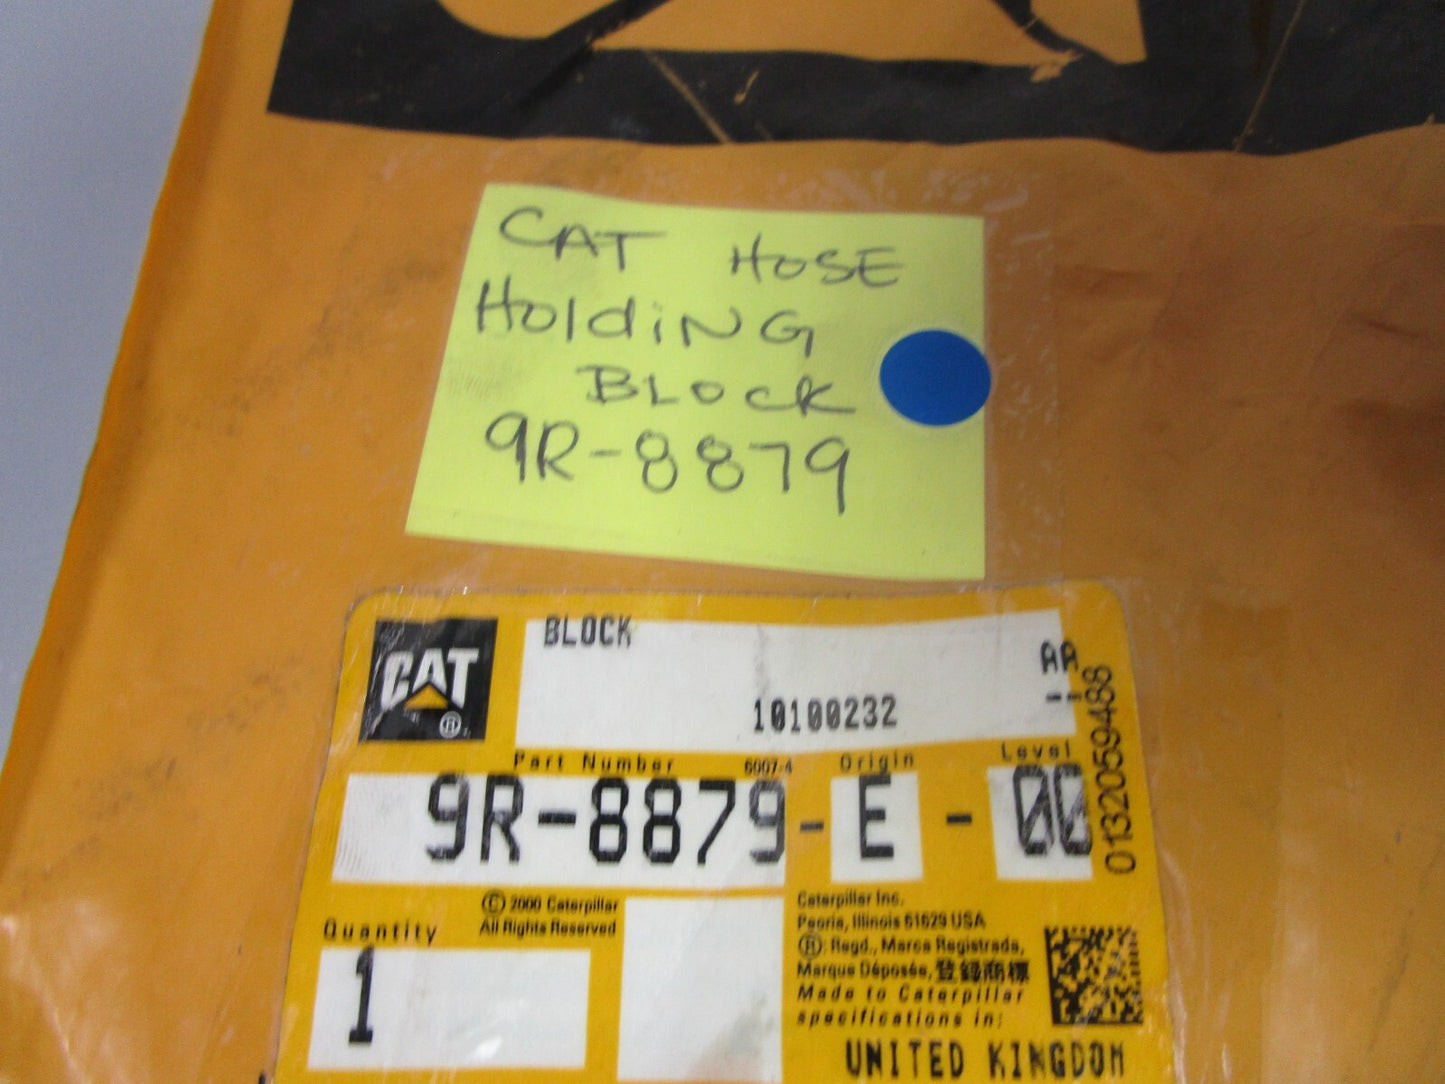 CAT HOSE
HoldiNG
BLOCK
9R-8879
BLOCK
AA
CAT ®
10100232
--
Part Number 6007-4 Origin Level
9R-8879 - E - 00
0132059488
© 2000 Caterpillar
All Rights Reserved
Quantity
1
Caterpillar Inc.
Peoria, Illinois 61629 USA
® Regd., Marca Registrada,
Marque Déposée, 登録商標
Made to Caterpillar
specifications in:
UNITED KINGDOM